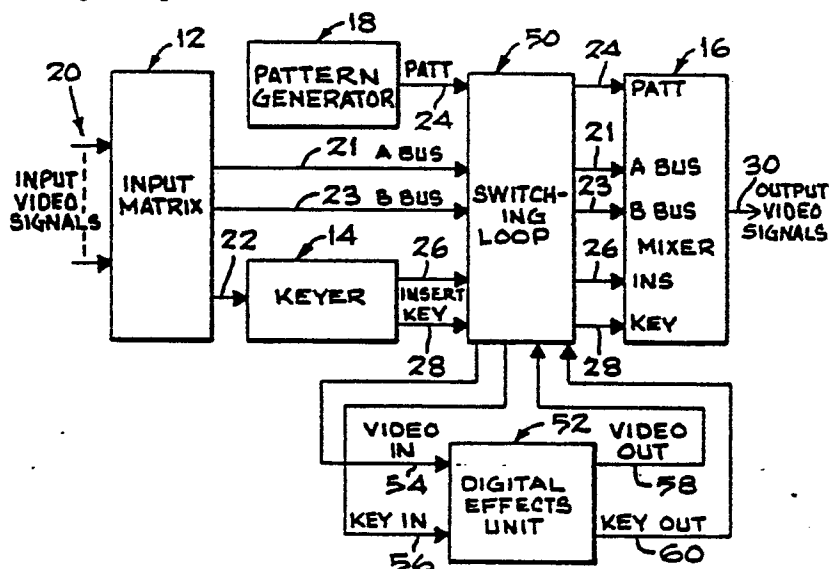 12
18
50
24
16
20
PATTERN
GENERATOR
PATT
24
PATT
21 A BUS
21
A BUS
INPUT
VIDEO
SIGNALS
INPUT
MATRIX
23 B BUS
SWITCH-
ING
LOOP
23
B BUS
30
OUTPUT
VIDEO
SIGNALS
22
14
KEYER
26
INSERT
KEY
28
26
MIXER
INS
KEY
28
52
VIDEO
IN
54
DIGITAL
EFFECTS
UNIT
VIDEO
OUT
58
KEY IN
56
KEY OUT
60